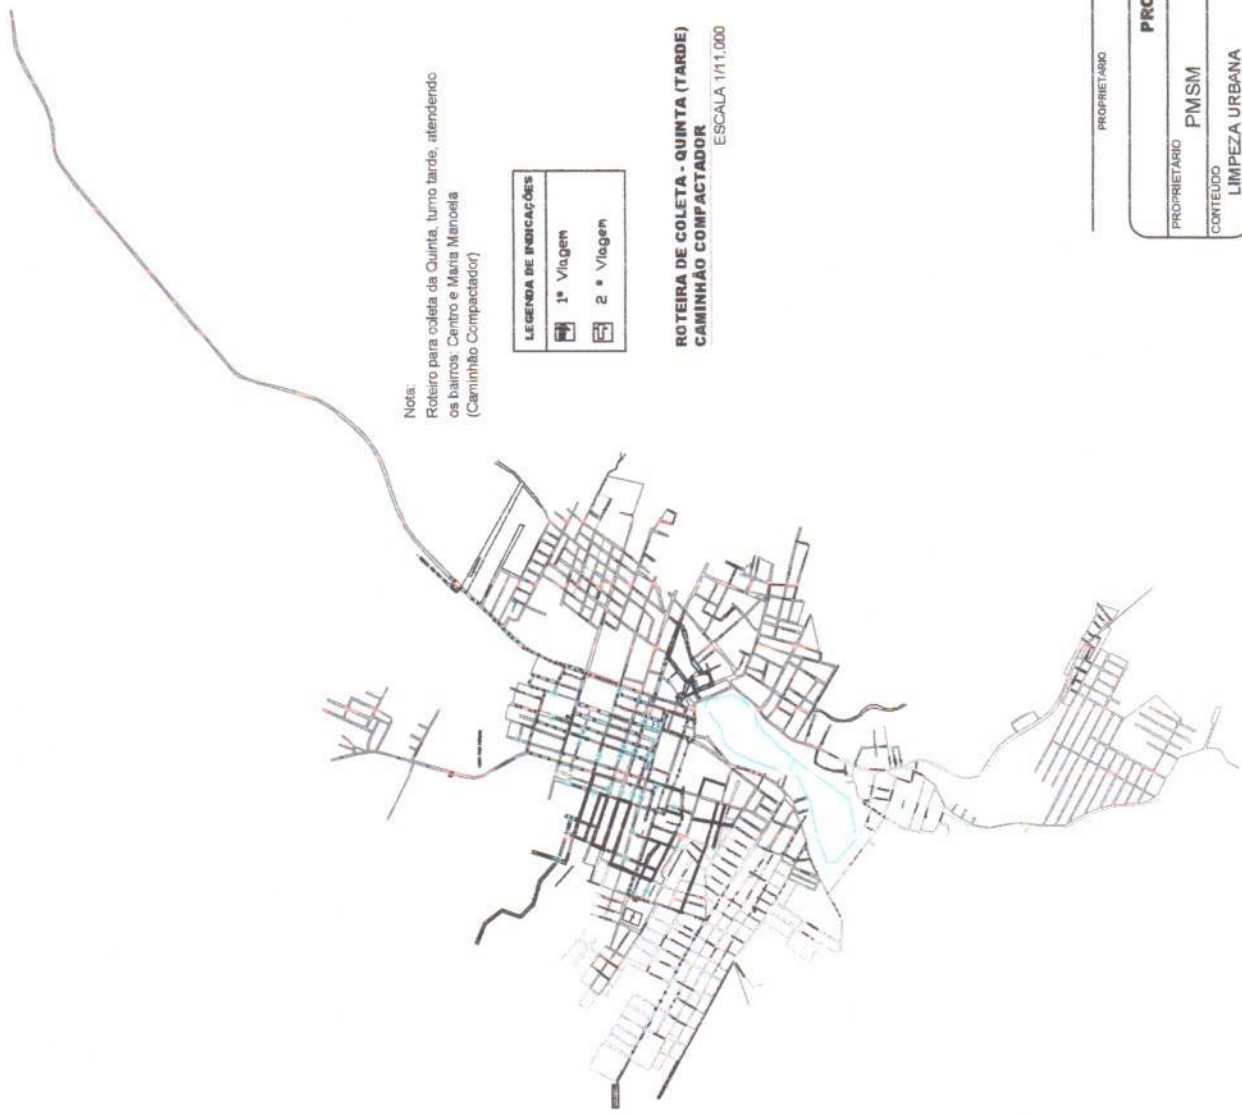 Nota:
Roteiro para coleta da Quinta, turno tarde, atendendo
os bairros: Centro e Maria Manoela
(Caminhão Compactador)
LEGENDA DE INDICAÇÕES
1ª Viagem
2 ª Viagem
ROTEIRA DE COLETA - QUINTA (TARDE)
CAMINHÃO COMPACTADOR
ESCALA 1/11.000
PROPRIETÁRIO
PRO
PROPRIETÁRIO
PMSM
CONTEÚDO
LIMPEZA URBANA